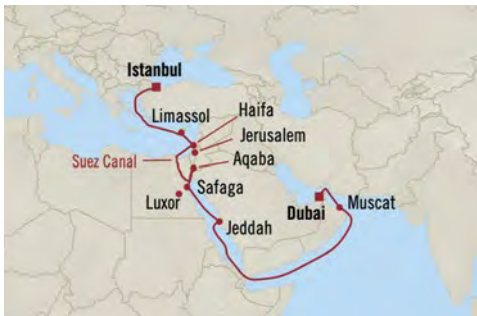 Istanbul
Limassol
Haifa
Jerusalem
Suez Canal
Aqaba
Safaga
Luxor
Dubai
Muscat
Jeddah